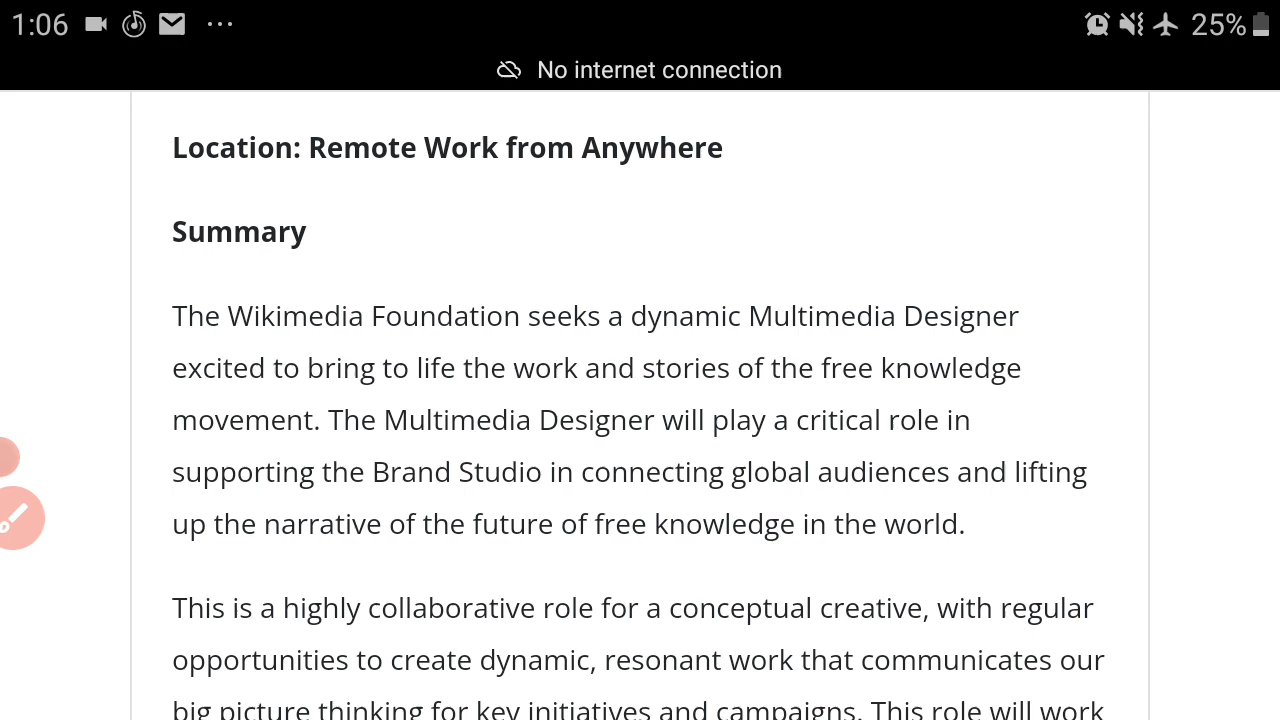 1:06 ... 25%
No internet connection
Location: Remote Work from Anywhere
Summary
The Wikimedia Foundation seeks a dynamic Multimedia Designer
excited to bring to life the work and stories of the free knowledge
movement. The Multimedia Designer will play a critical role in
supporting the Brand Studio in connecting global audiences and lifting
up the narrative of the future of free knowledge in the world.
This is a highly collaborative role for a conceptual creative, with regular
opportunities to create dynamic, resonant work that communicates our
big picture thinking for key initiatives and campaigns. This role will work